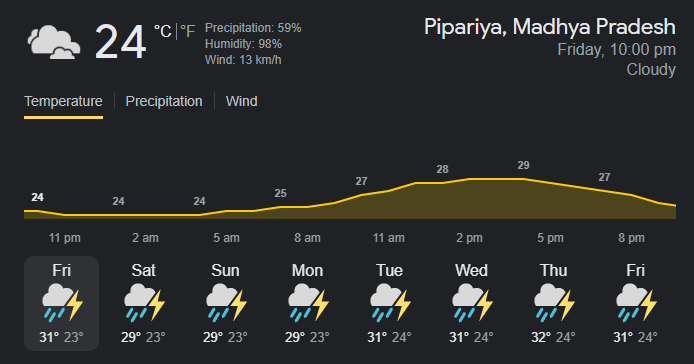 24 °C | °F
Precipitation: 59%
Humidity: 98%
Wind: 13 km/h
Pipariya, Madhya Pradesh
Friday, 10:00 pm
Cloudy
Temperature | Precipitation | Wind
24 24 24 25 27 28 29 27
11 pm 2 am 5 am 8 am 11 am 2 pm 5 pm 8 pm
Fri Sat Sun Mon Tue Wed Thu Fri
31° 23° 29° 23° 29° 23° 29° 23° 31° 24° 31° 24° 32° 24° 31° 24°